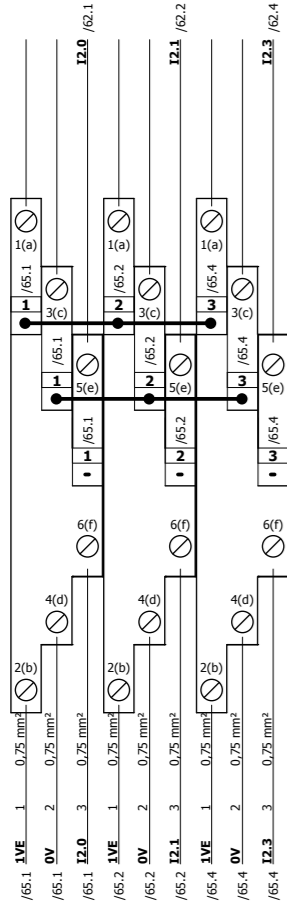 I2.0 /62.1
I2.1 /62.2
I2.3 /62.4
1(a) 1(a) 1(a)
/65.1 /65.2 /65.4
3(c) 3(c) 3(c)
1 2 3
/65.1 /65.2 /65.4
5(e) 5(e) 5(e)
1 2 3
/65.1 /65.2 /65.4
1 2 3
- - -
6(f) 6(f) 6(f)
4(d) 4(d) 4(d)
2(b) 2(b) 2(b)
/65.1 1VE 1 0,75 mm²
/65.1 0V 2 0,75 mm²
/65.1 I2.0 3 0,75 mm²
/65.2 1VE 1 0,75 mm²
/65.2 0V 2 0,75 mm²
/65.2 I2.1 3 0,75 mm²
/65.4 1VE 1 0,75 mm²
/65.4 0V 2 0,75 mm²
/65.4 I2.3 3 0,75 mm²